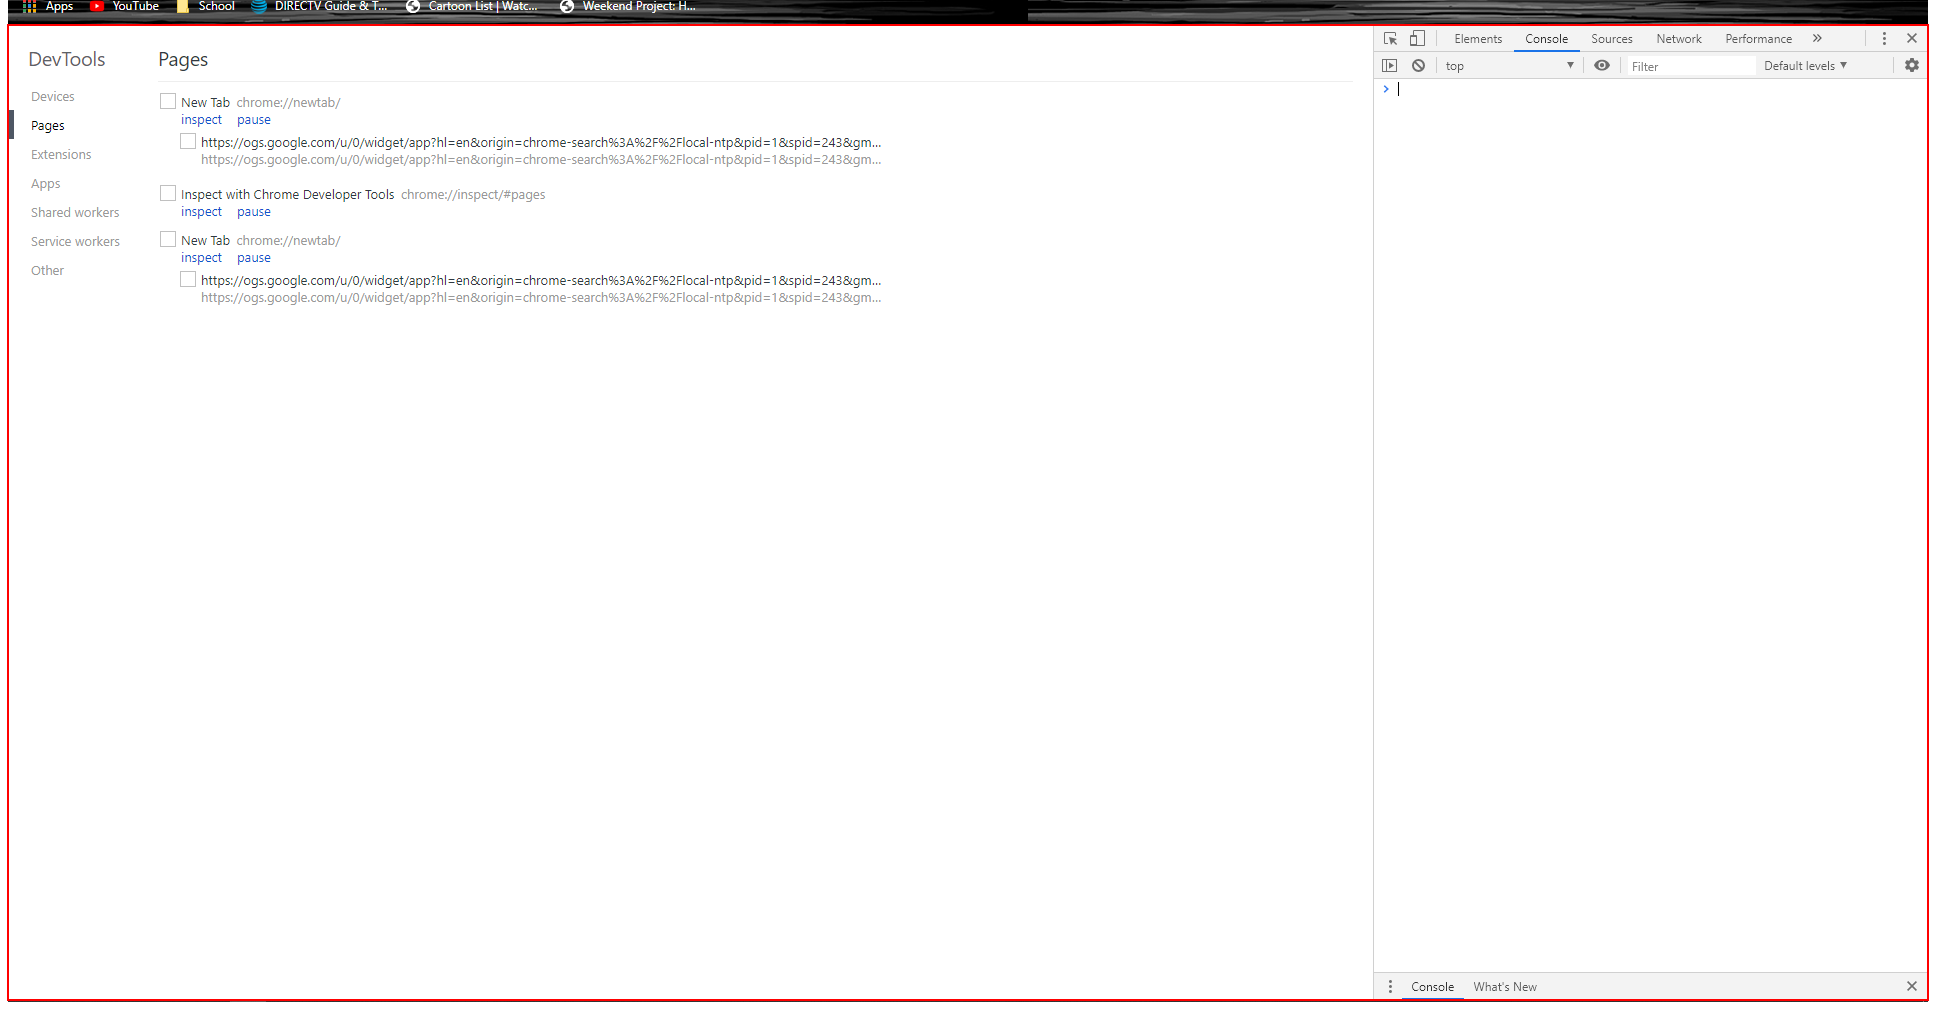 Apps YouTube School DIRECTV Guide & T... Cartoon List | Watc... Weekend Project: H...
DevTools
Devices
Pages
Extensions
Apps
Shared workers
Service workers
Other
Pages
New Tab chrome://newtab/
inspect pause
https://ogs.google.com/u/0/widget/app?hl=en&origin=chrome-search%3A%2F%2Flocal-ntp&pid=1&spid=243&gm...
https://ogs.google.com/u/0/widget/app?hl=en&origin=chrome-search%3A%2F%2Flocal-ntp&pid=1&spid=243&gm...
Inspect with Chrome Developer Tools chrome://inspect/#pages
inspect pause
New Tab chrome://newtab/
inspect pause
https://ogs.google.com/u/0/widget/app?hl=en&origin=chrome-search%3A%2F%2Flocal-ntp&pid=1&spid=243&gm...
https://ogs.google.com/u/0/widget/app?hl=en&origin=chrome-search%3A%2F%2Flocal-ntp&pid=1&spid=243&gm...
Elements Console Sources Network Performance »
top Filter Default levels
Console What's New